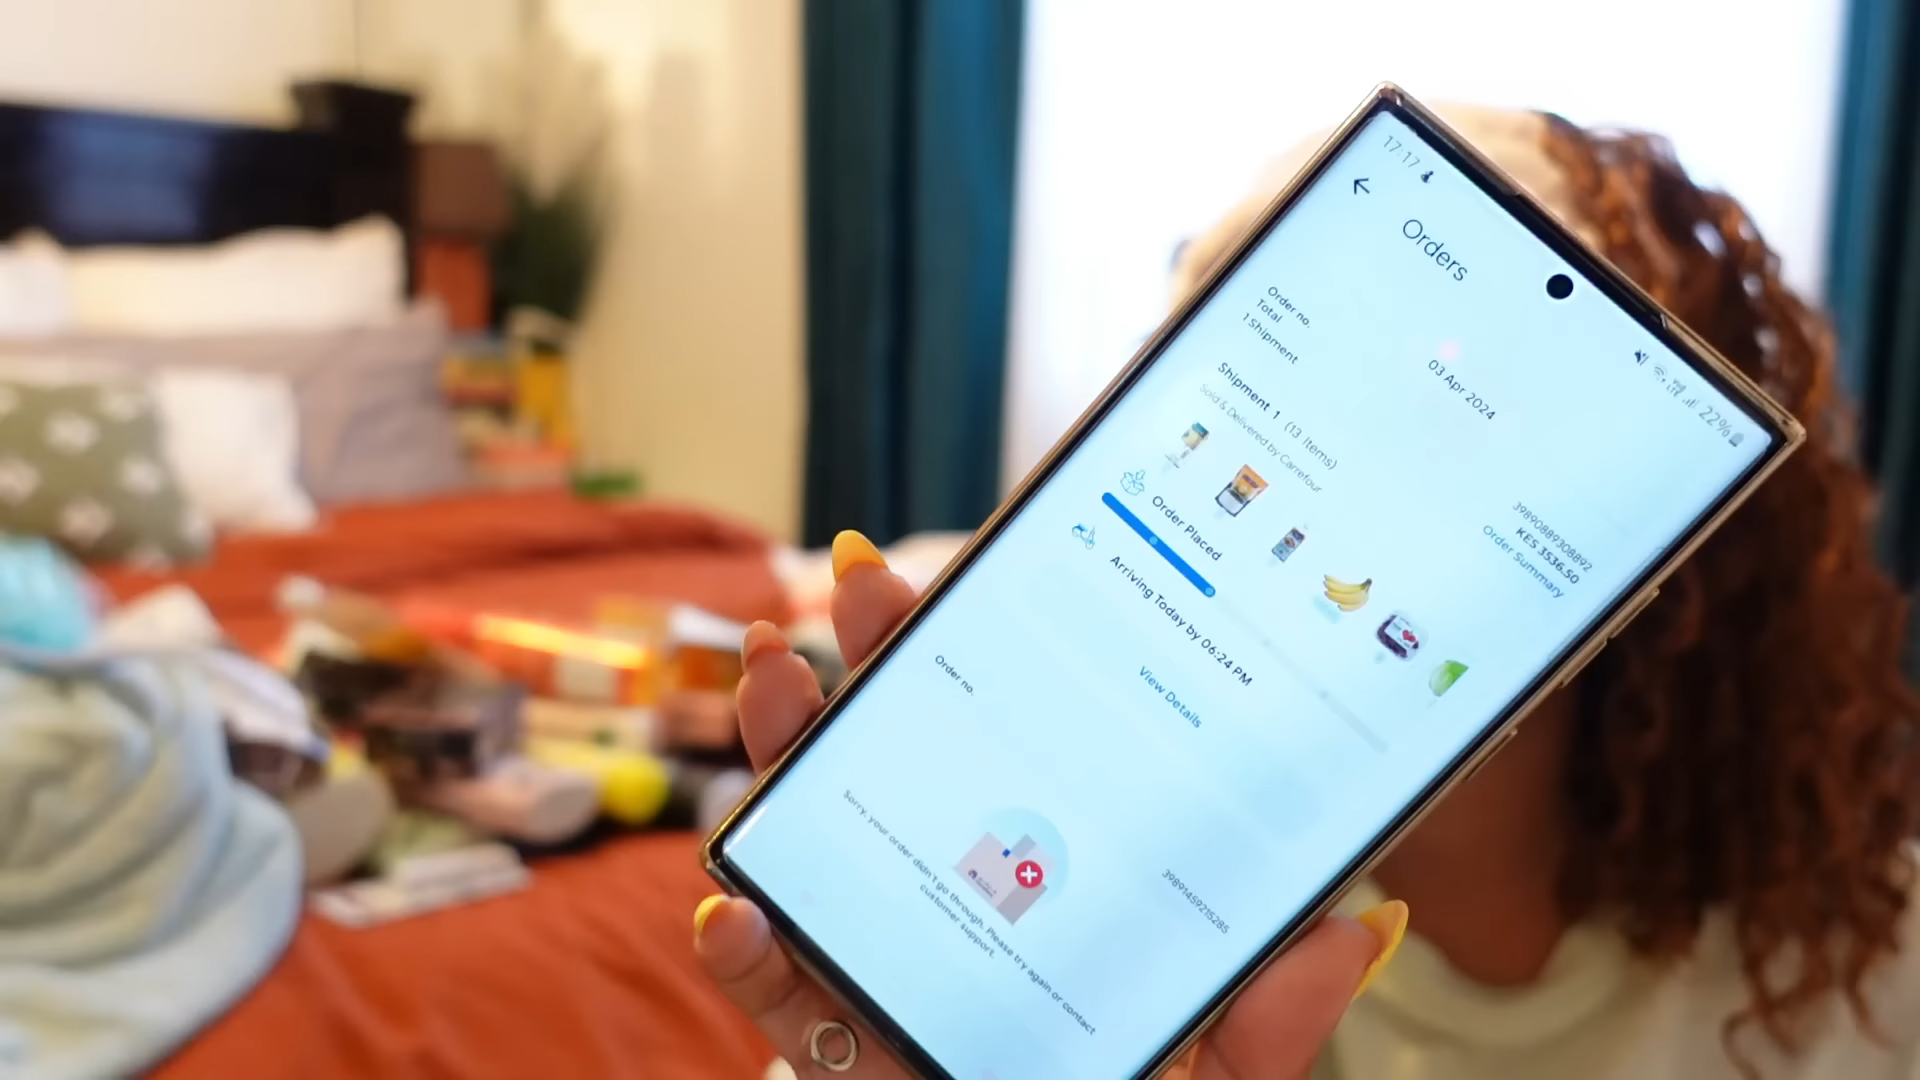 17:17
22%
Orders
03 Apr 2024
Order no.
39890889308892
Total
KES 3536.50
1 Shipment
Order Summary
Shipment 1 (13 Items)
Sold & Delivered by Carrefour
Order Placed
Arriving Today by 06:24 PM
View Details
Order no.
39891459215285
Sorry, your order didn't go through. Please try again or contact
customer support.